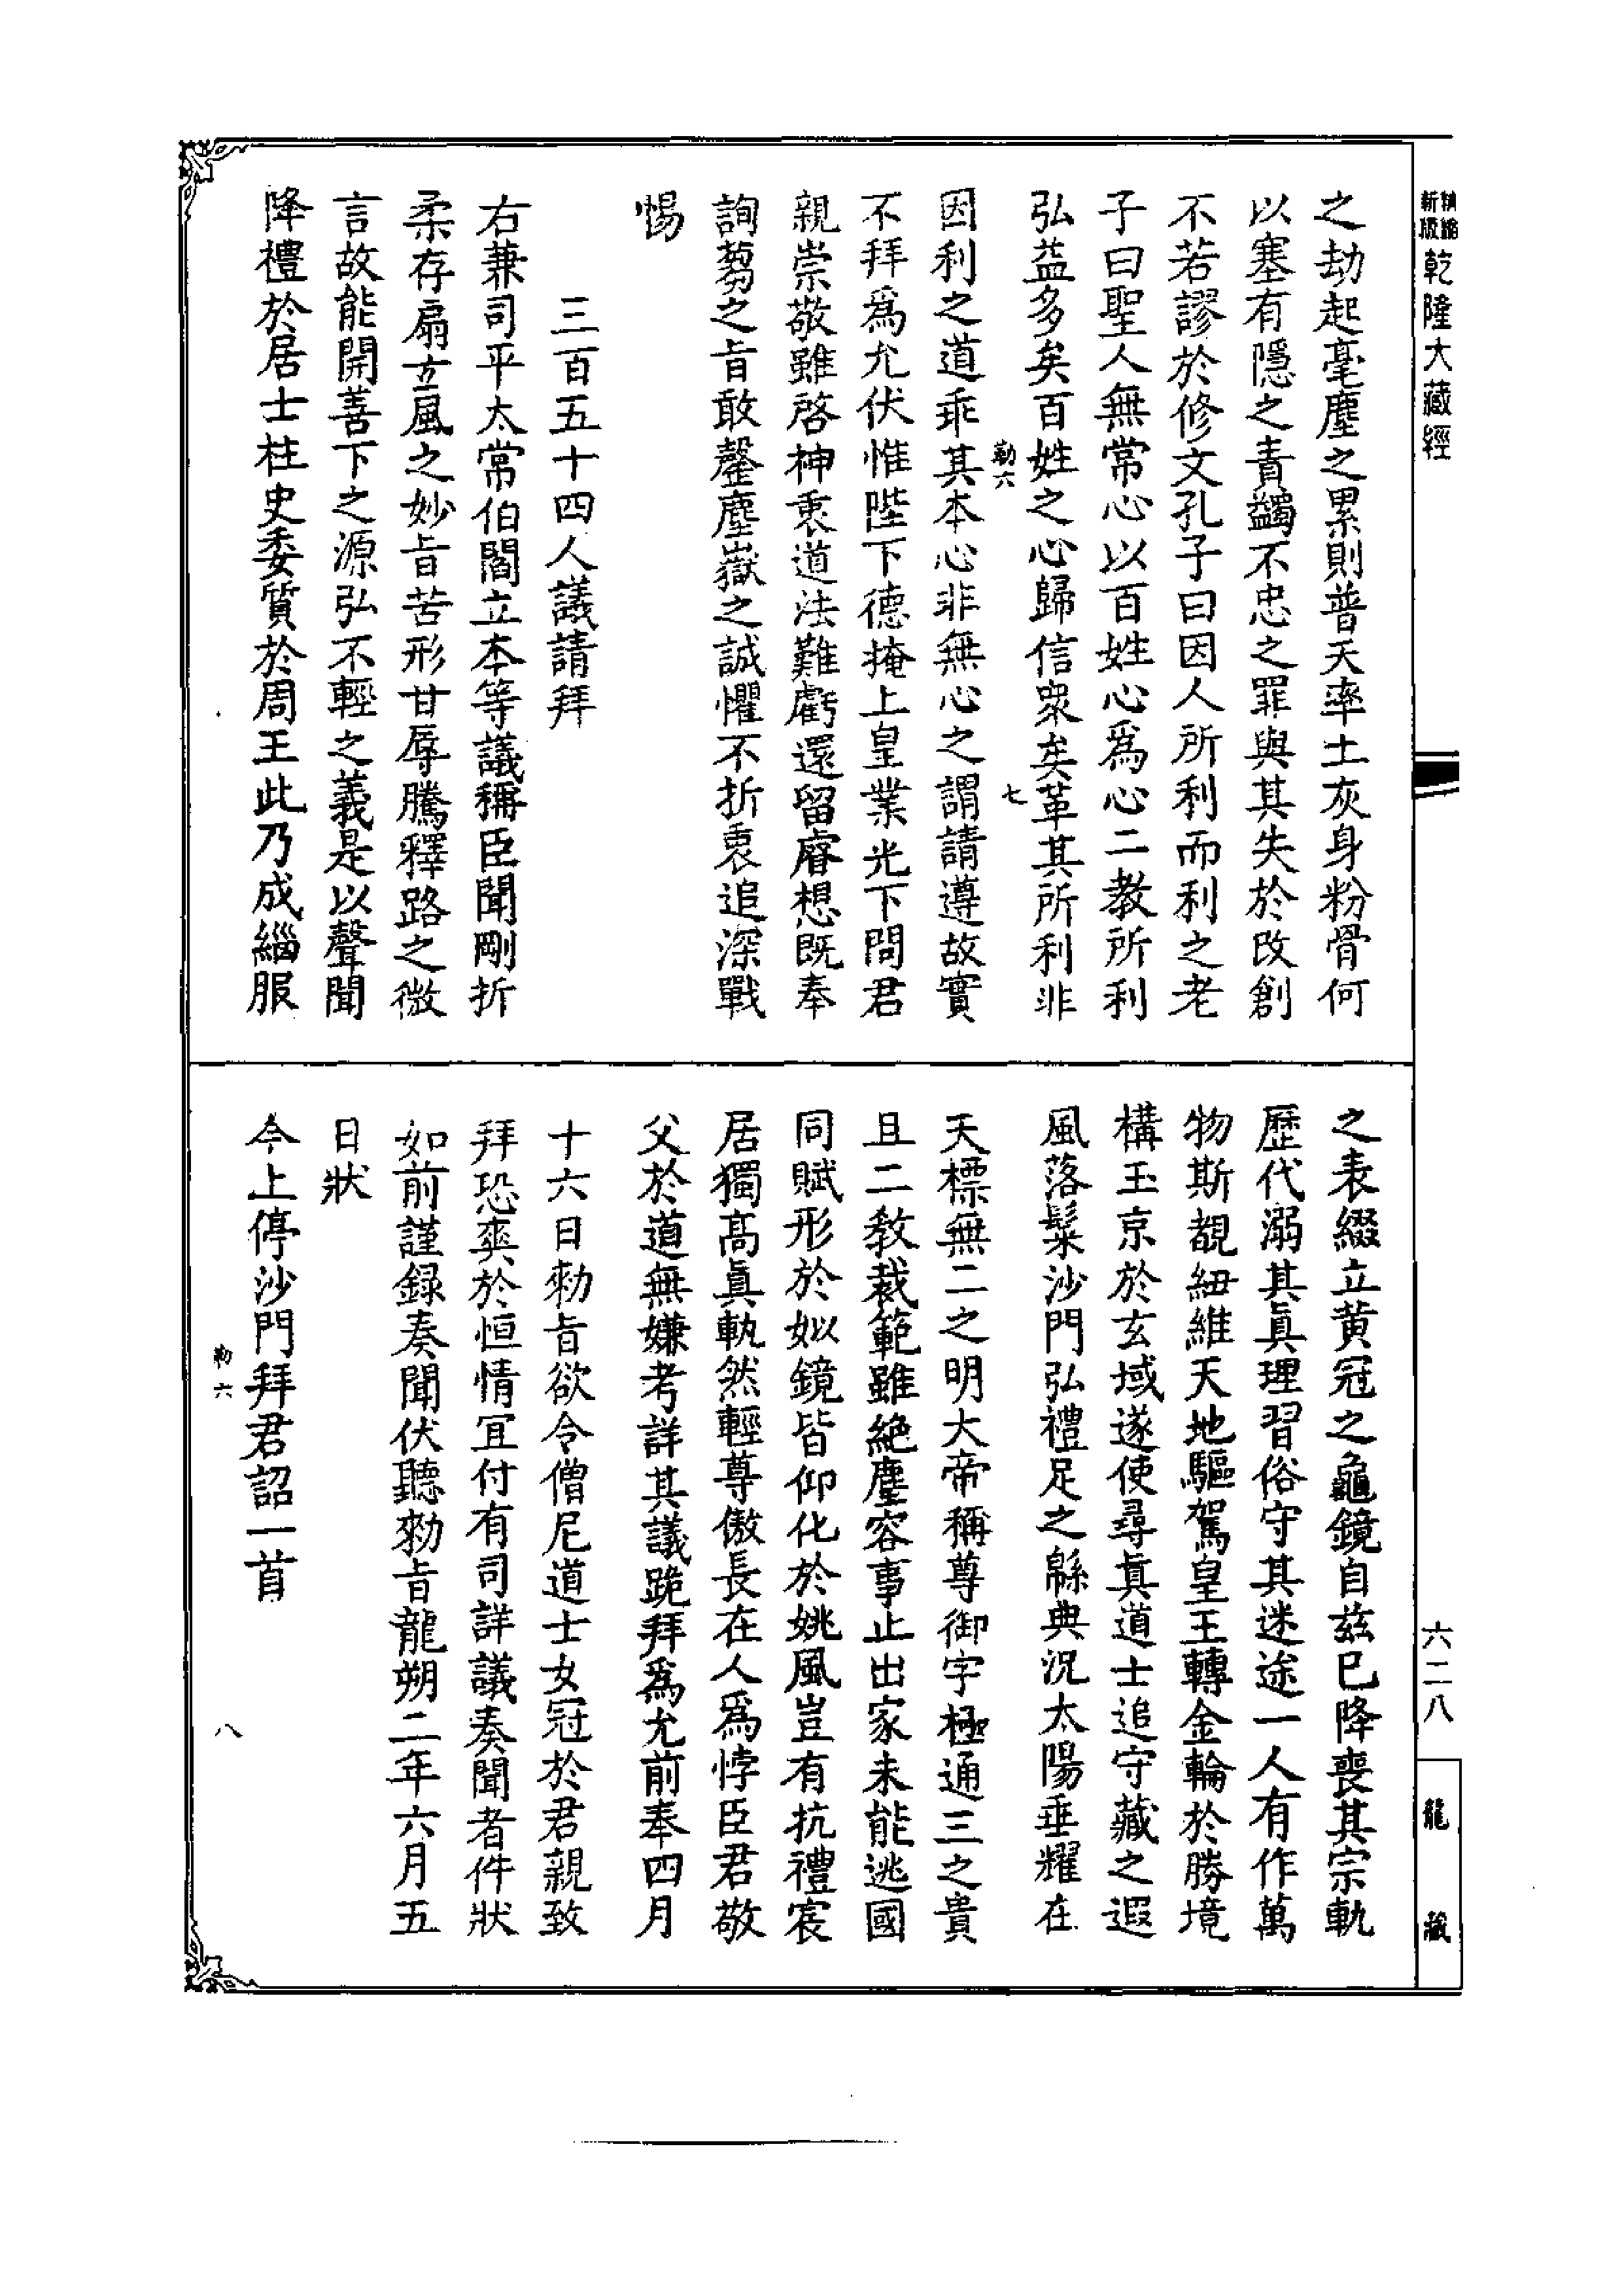 新縮
版精
乾隆大藏經
之劫起毫塵之累則普天率土灰身粉骨何
以塞有隱之責蠲不忠之罪與其失於改創
不若謬於修文孔子曰因人所利而利之老
子曰聖人無常心以百姓心爲心二教所利
弘益多矣百姓之心歸信衆矣革其所利非
勒六
七
因利之道乖其本心非無心之謂請遵故實
不拜爲允伏惟陛下德掩上皇業光下問君
親崇敬雖啓神衷道法難虧還留睿想既奉
詢蒭之旨敢罄塵嶽之誠懼不折衷追深戰
惕
三百五十四人議請拜
右兼司平太常伯閻立本等議稱臣聞剛折
柔存扇玄風之妙旨苦形甘辱騰釋路之微
言故能開善下之源弘不輕之義是以聲聞
降禮於居士柱史委質於周王此乃成緇服
之表綴立黄冠之龜鏡自兹已降喪其宗軌
歷代溺其眞理習俗守其迷途一人有作萬
物斯覩紐維天地驅駕皇王轉金輪於勝境
構玉京於玄域遂使尋眞道士追守藏之遐
風落髮沙門弘禮足之緜典況太陽垂耀在
天標無二之明大帝稱尊御宇極通三之貴
且二教裁範雖絶塵容事止出家未能逃國
同賦形於姒鏡皆仰化於姚風豈有抗禮宸
居獨高眞軌然輕尊傲長在人爲悖臣君敬
父於道無嫌考詳其議跪拜爲允前奉四月
十六日勑旨欲令僧尼道士女冠於君親致
拜恐爽於恒情宜付有司詳議奏聞者件狀
如前謹録奏聞伏聽勑旨龍朔二年六月五
日狀
今上停沙門拜君詔一首
勒六
八
六二八
龍藏